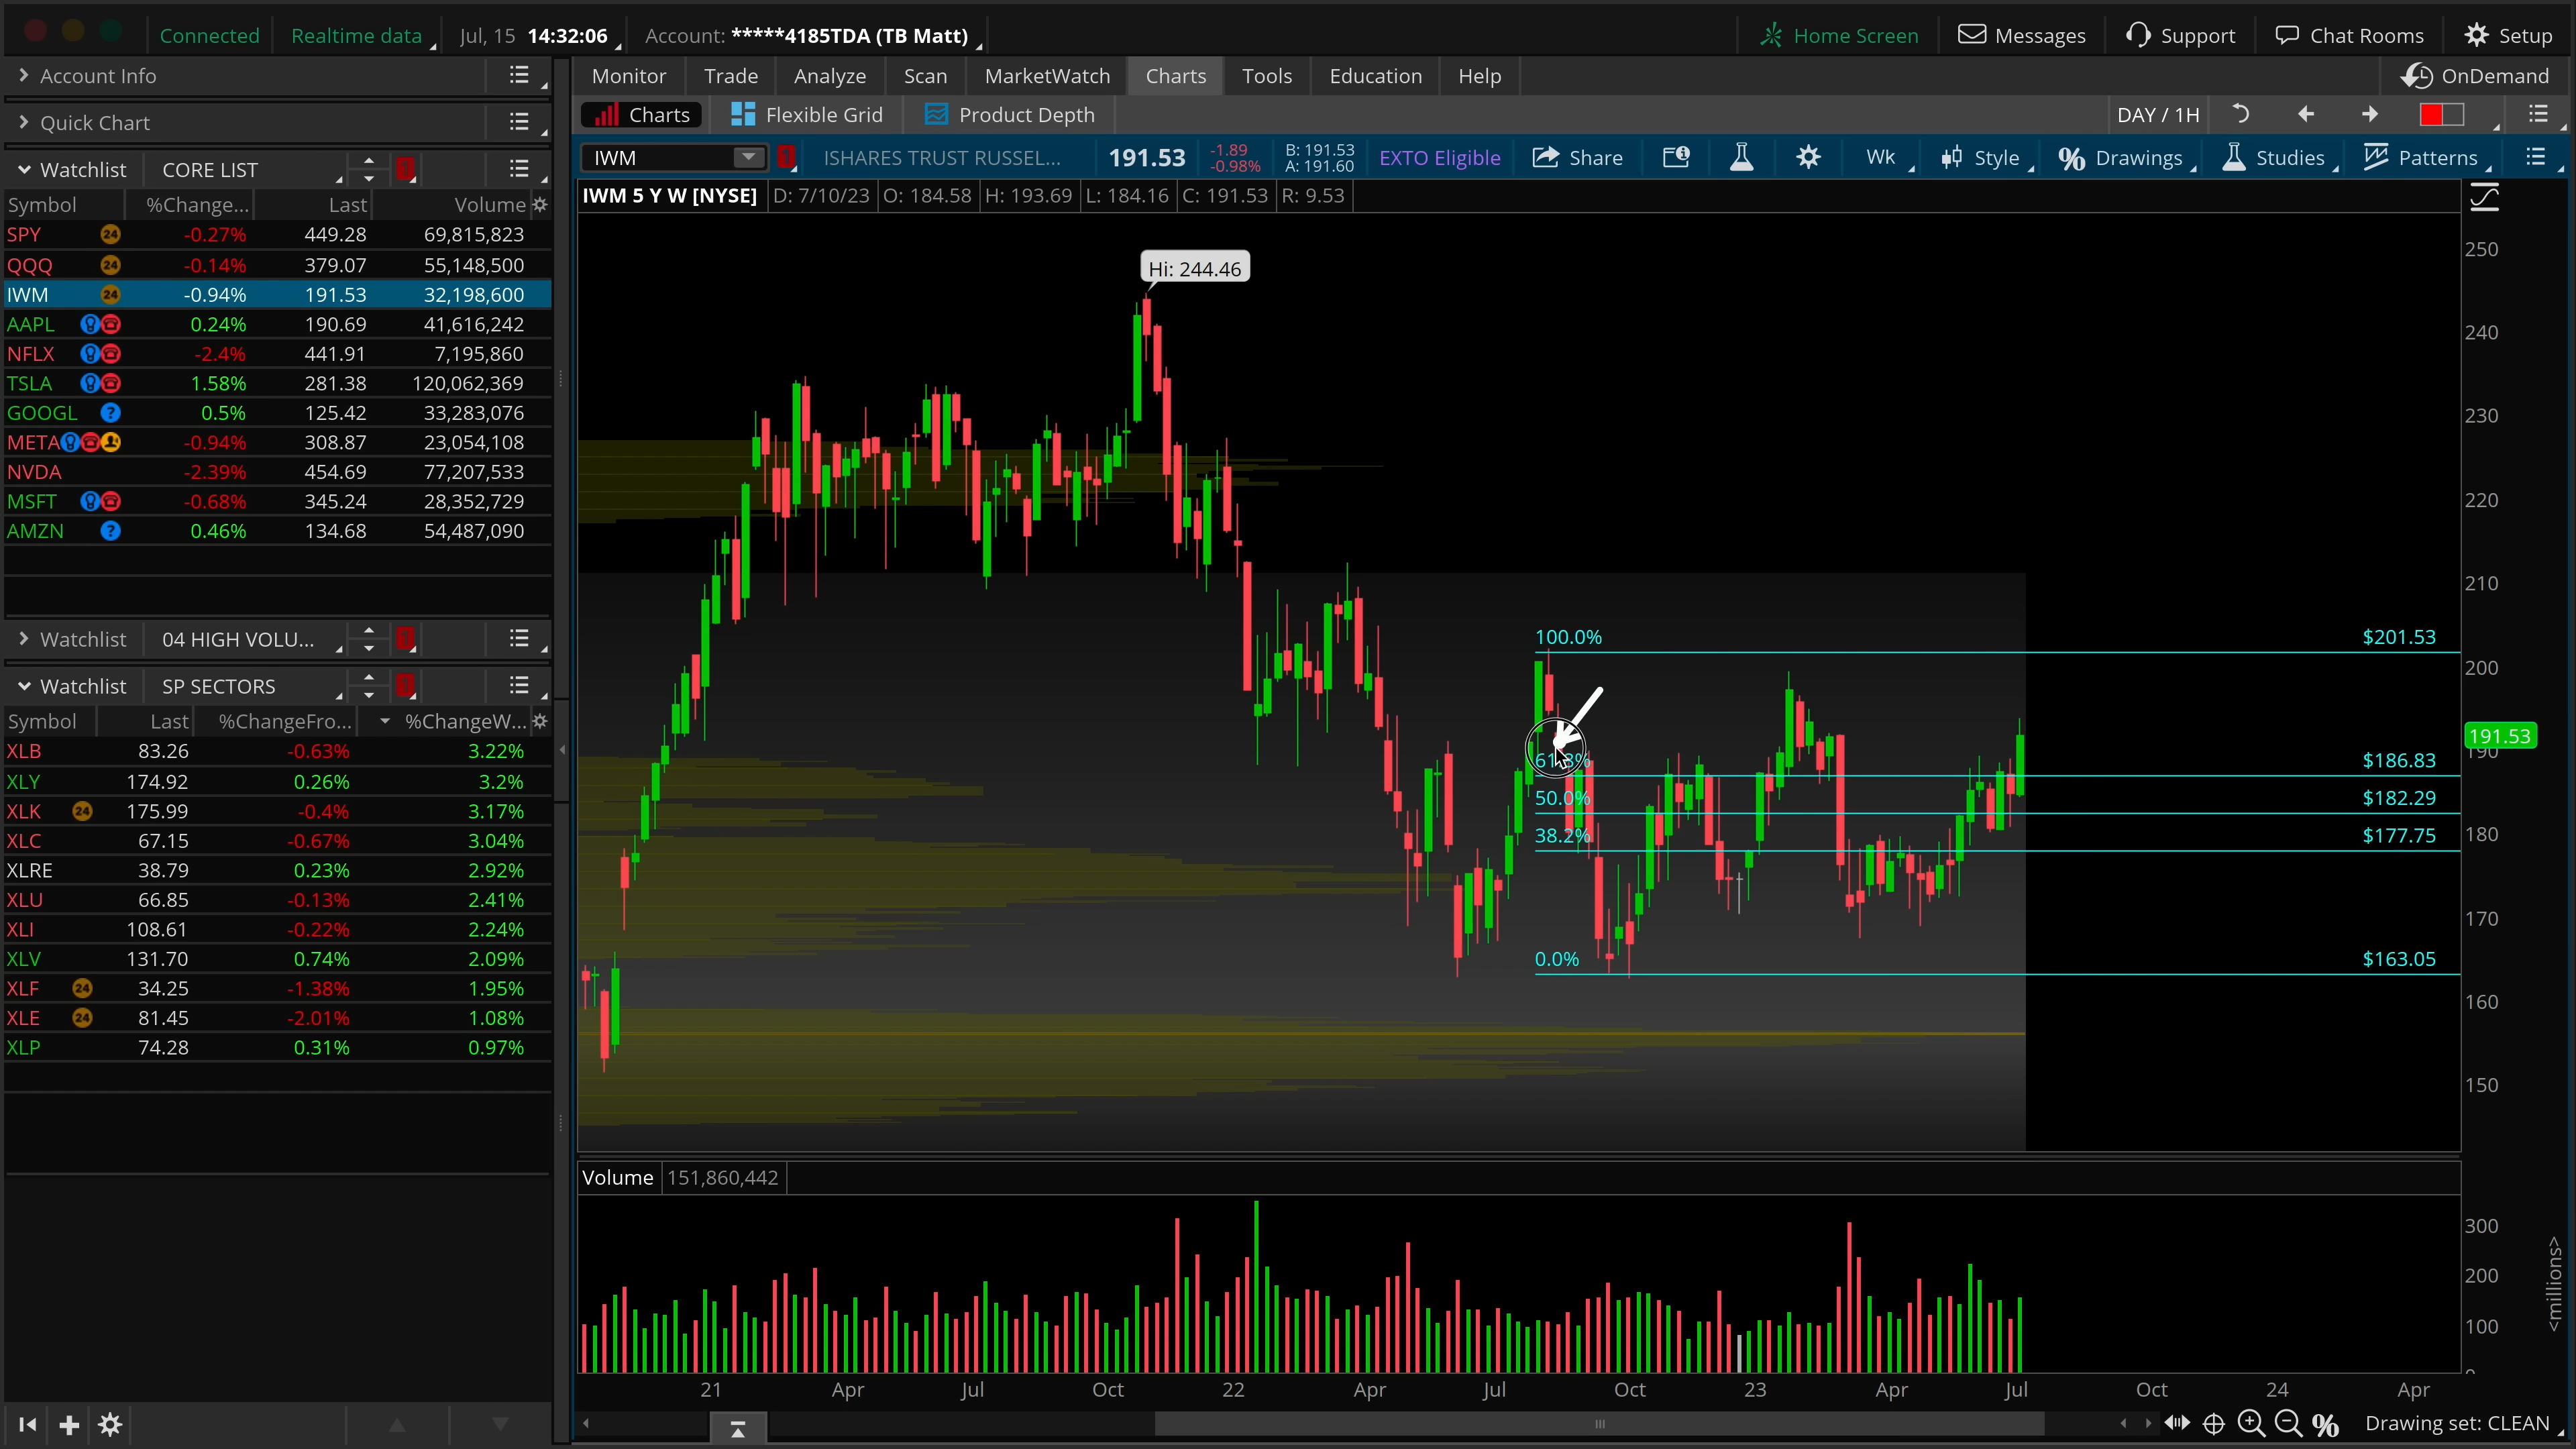 Connected Realtime data Jul, 15 14:32:06 Account: *****4185TDA (TB Matt) Home Screen Messages Support Chat Rooms Setup
Account Info
Monitor Trade Analyze Scan MarketWatch Charts Tools Education Help OnDemand
Quick Chart
Charts Flexible Grid Product Depth DAY / 1H
Watchlist CORE LIST 1
IWM 1 ISHARES TRUST RUSSEL... 191.53 -1.89 -0.98% B: 191.53 A: 191.60 EXTO Eligible Share Wk Style Drawings Studies Patterns
IWM 5 Y W [NYSE] D: 7/10/23 O: 184.58 H: 193.69 L: 184.16 C: 191.53 R: 9.53
Symbol %Change... Last Volume
SPY 24 -0.27% 449.28 69,815,823
QQQ 24 -0.14% 379.07 55,148,500
IWM 24 -0.94% 191.53 32,198,600
AAPL 0.24% 190.69 41,616,242
NFLX -2.4% 441.91 7,195,860
TSLA 1.58% 281.38 120,062,369
GOOGL ? 0.5% 125.42 33,283,076
META -0.94% 308.87 23,054,108
NVDA -2.39% 454.69 77,207,533
MSFT -0.68% 345.24 28,352,729
AMZN ? 0.46% 134.68 54,487,090
Watchlist 04 HIGH VOLU... 1
Watchlist SP SECTORS 1
Symbol Last %ChangeFro... %ChangeW...
XLB 83.26 -0.63% 3.22%
XLY 174.92 0.26% 3.2%
XLK 24 175.99 -0.4% 3.17%
XLC 67.15 -0.67% 3.04%
XLRE 38.79 0.23% 2.92%
XLU 66.85 -0.13% 2.41%
XLI 108.61 -0.22% 2.24%
XLV 131.70 0.74% 2.09%
XLF 24 34.25 -1.38% 1.95%
XLE 24 81.45 -2.01% 1.08%
XLP 74.28 0.31% 0.97%
Hi: 244.46
100.0% $201.53
61.8% $186.83
50.0% $182.29
38.2% $177.75
0.0% $163.05
250
240
230
220
210
200
191.53
190
180
170
160
150
Volume 151,860,442
300
200
100
0
<millions>
21 Apr Jul Oct 22 Apr Jul Oct 23 Apr Jul Oct 24 Apr
Drawing set: CLEAN